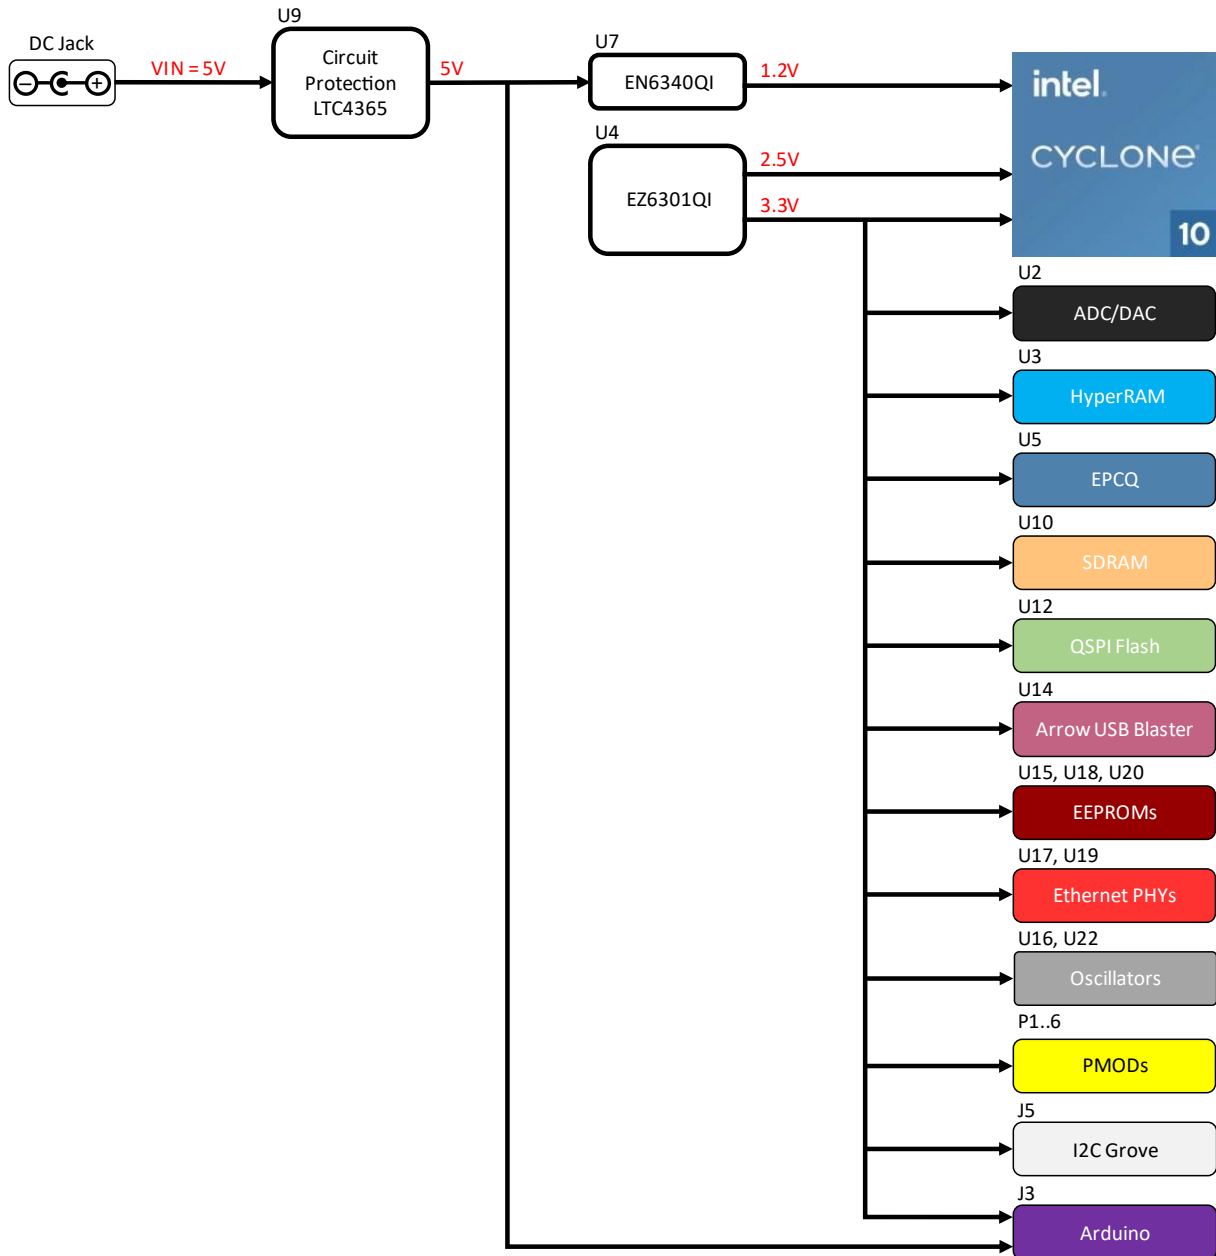 U9
DC Jack
VIN = 5V
Circuit
Protection
LTC4365
5V
U7
EN6340QI
1.2V
U4
EZ6301QI
2.5V
3.3V
intel.
CYCLONE
10
U2
ADC/DAC
U3
HyperRAM
U5
EPCQ
U10
SDRAM
U12
QSPI Flash
U14
Arrow USB Blaster
U15, U18, U20
EEPROMs
U17, U19
Ethernet PHYs
U16, U22
Oscillators
P1..6
PMODs
J5
I2C Grove
J3
Arduino